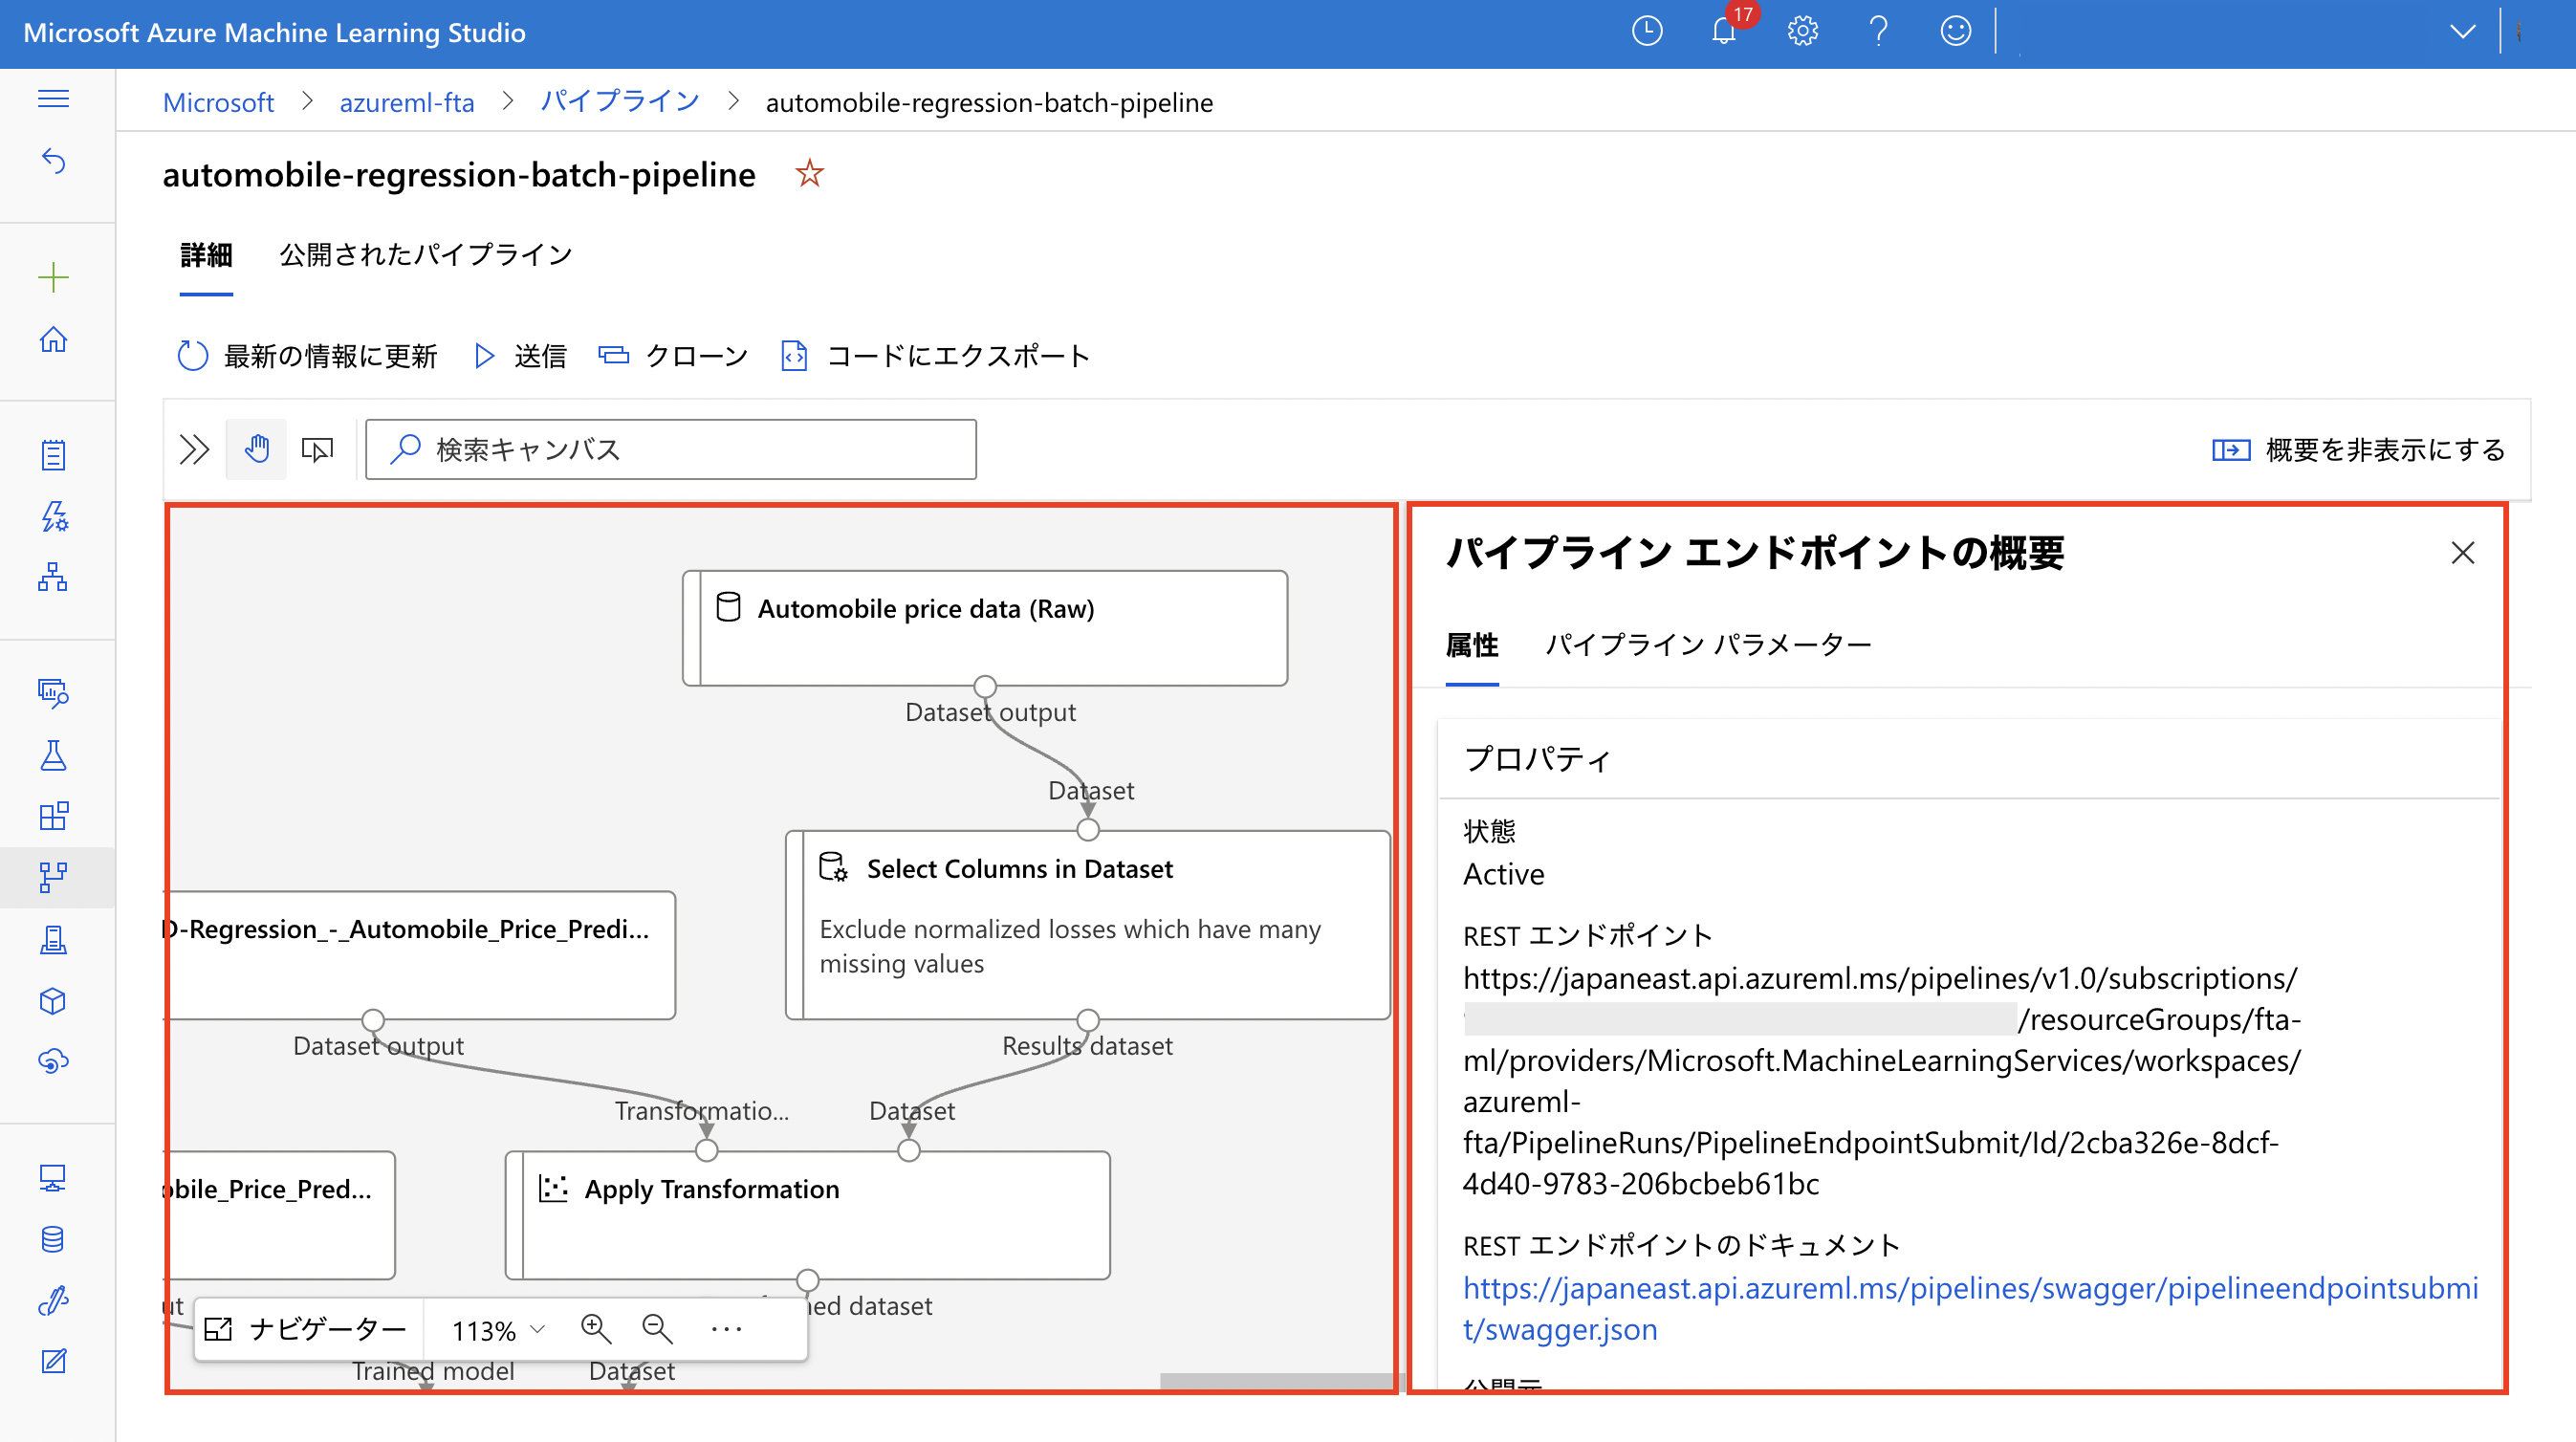 Microsoft Azure Machine Learning Studio
17
Microsoft > azureml-fta > パイプライン > automobile-regression-batch-pipeline
automobile-regression-batch-pipeline
詳細
公開されたパイプライン
最新の情報に更新
送信
クローン
コードにエクスポート
検索キャンバス
概要を非表示にする
Automobile price data (Raw)
Dataset output
Dataset
Select Columns in Dataset
Exclude normalized losses which have many
missing values
D-Regression_-_Automobile_Price_Predi...
Dataset output
Results dataset
Transformatio...
Dataset
obile_Price_Pred...
Apply Transformation
ut
ed dataset
ナビゲーター
113%
Trained model
Dataset
パイプライン エンドポイントの概要
属性
パイプライン パラメーター
プロパティ
状態
Active
REST エンドポイント
https://japaneast.api.azureml.ms/pipelines/v1.0/subscriptions/
/resourceGroups/fta-
ml/providers/Microsoft.MachineLearningServices/workspaces/
azureml-
fta/PipelineRuns/PipelineEndpointSubmit/Id/2cba326e-8dcf-
4d40-9783-206bcbeb61bc
REST エンドポイントのドキュメント
https://japaneast.api.azureml.ms/pipelines/swagger/pipelineendpointsubmi
t/swagger.json
公開元